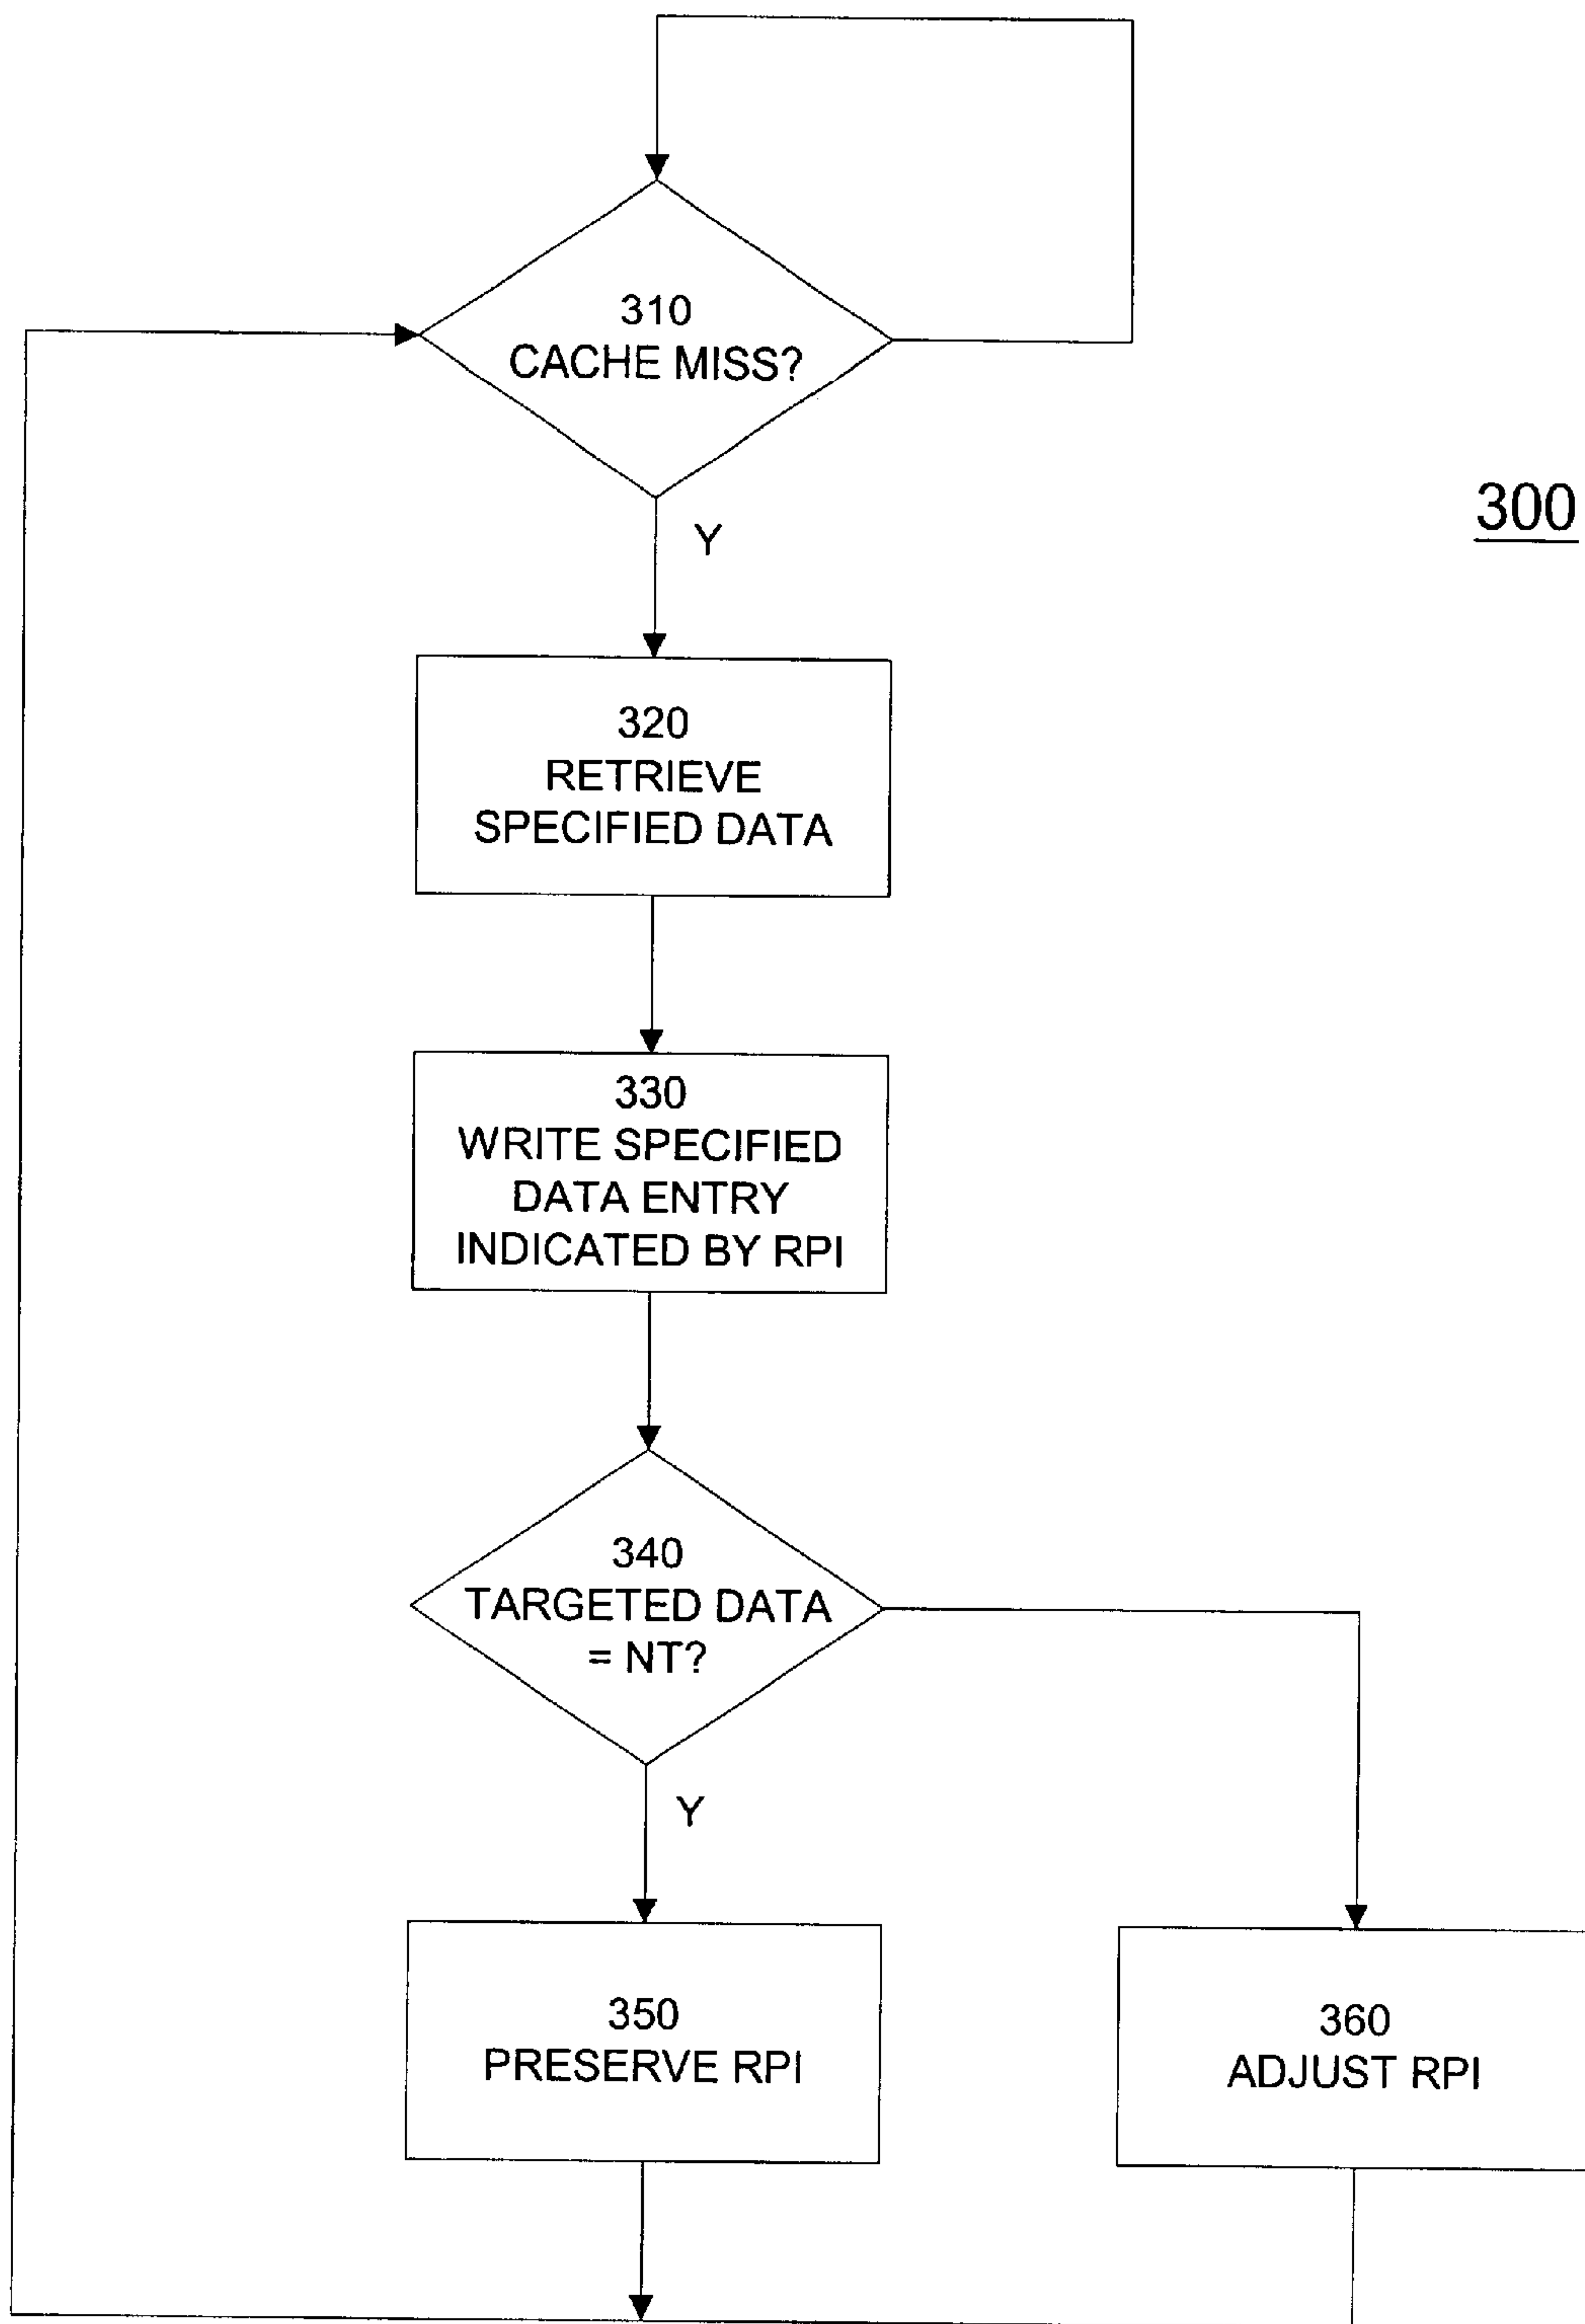 310
CACHE MISS?
300
Y
320
RETRIEVE
SPECIFIED DATA
330
WRITE SPECIFIED
DATA ENTRY
INDICATED BY RPI
340
TARGETED DATA
= NT?
Y
350
PRESERVE RPI
360
ADJUST RPI